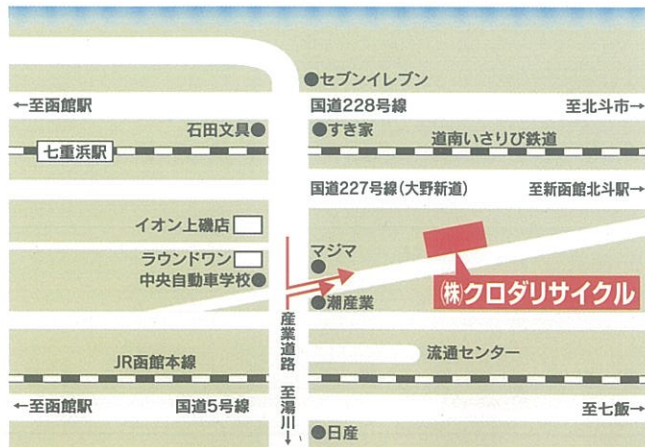 ●セブンイレブン
←至函館駅
国道228号線
至北斗市→
石田文具●
●すき家
道南いさりび鉄道
七重浜駅
国道227号線(大野新道)
至新函館北斗駅→
イオン上磯店
ラウンドワン
マジマ
中央自動車学校●
●潮産業
㈱クロダリサイクル
産業道路 至湯川→
JR函館本線
流通センター
←至函館駅
国道5号線
至七飯→
●日産